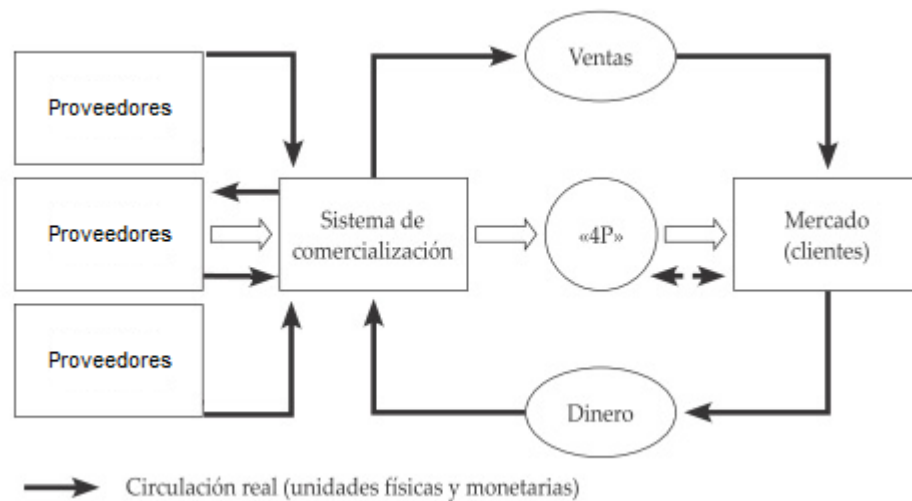 Proveedores
Proveedores
Proveedores
Sistema de
comercialización
Ventas
«4P»
Dinero
Mercado
(clientes)
Circulación real (unidades físicas y monetarias)